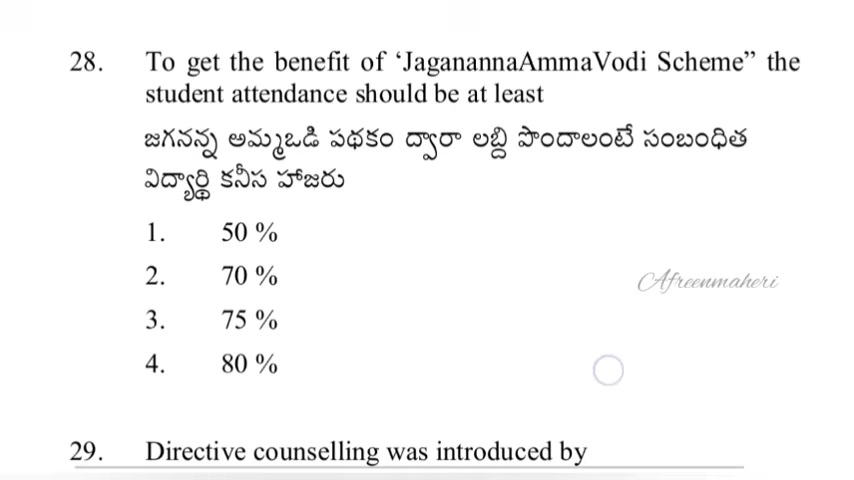 28. To get the benefit of ‘JaganannaAmmaVodi Scheme” the
student attendance should be at least
జగనన్న అమ్మఒడి పథకం ద్వారా లబ్ది పొందాలంటే సంబంధిత
విద్యార్థి కనీస హాజరు
1. 50 %
2. 70 %
Afreenmaheri
3. 75 %
4. 80 %
29. Directive counselling was introduced by